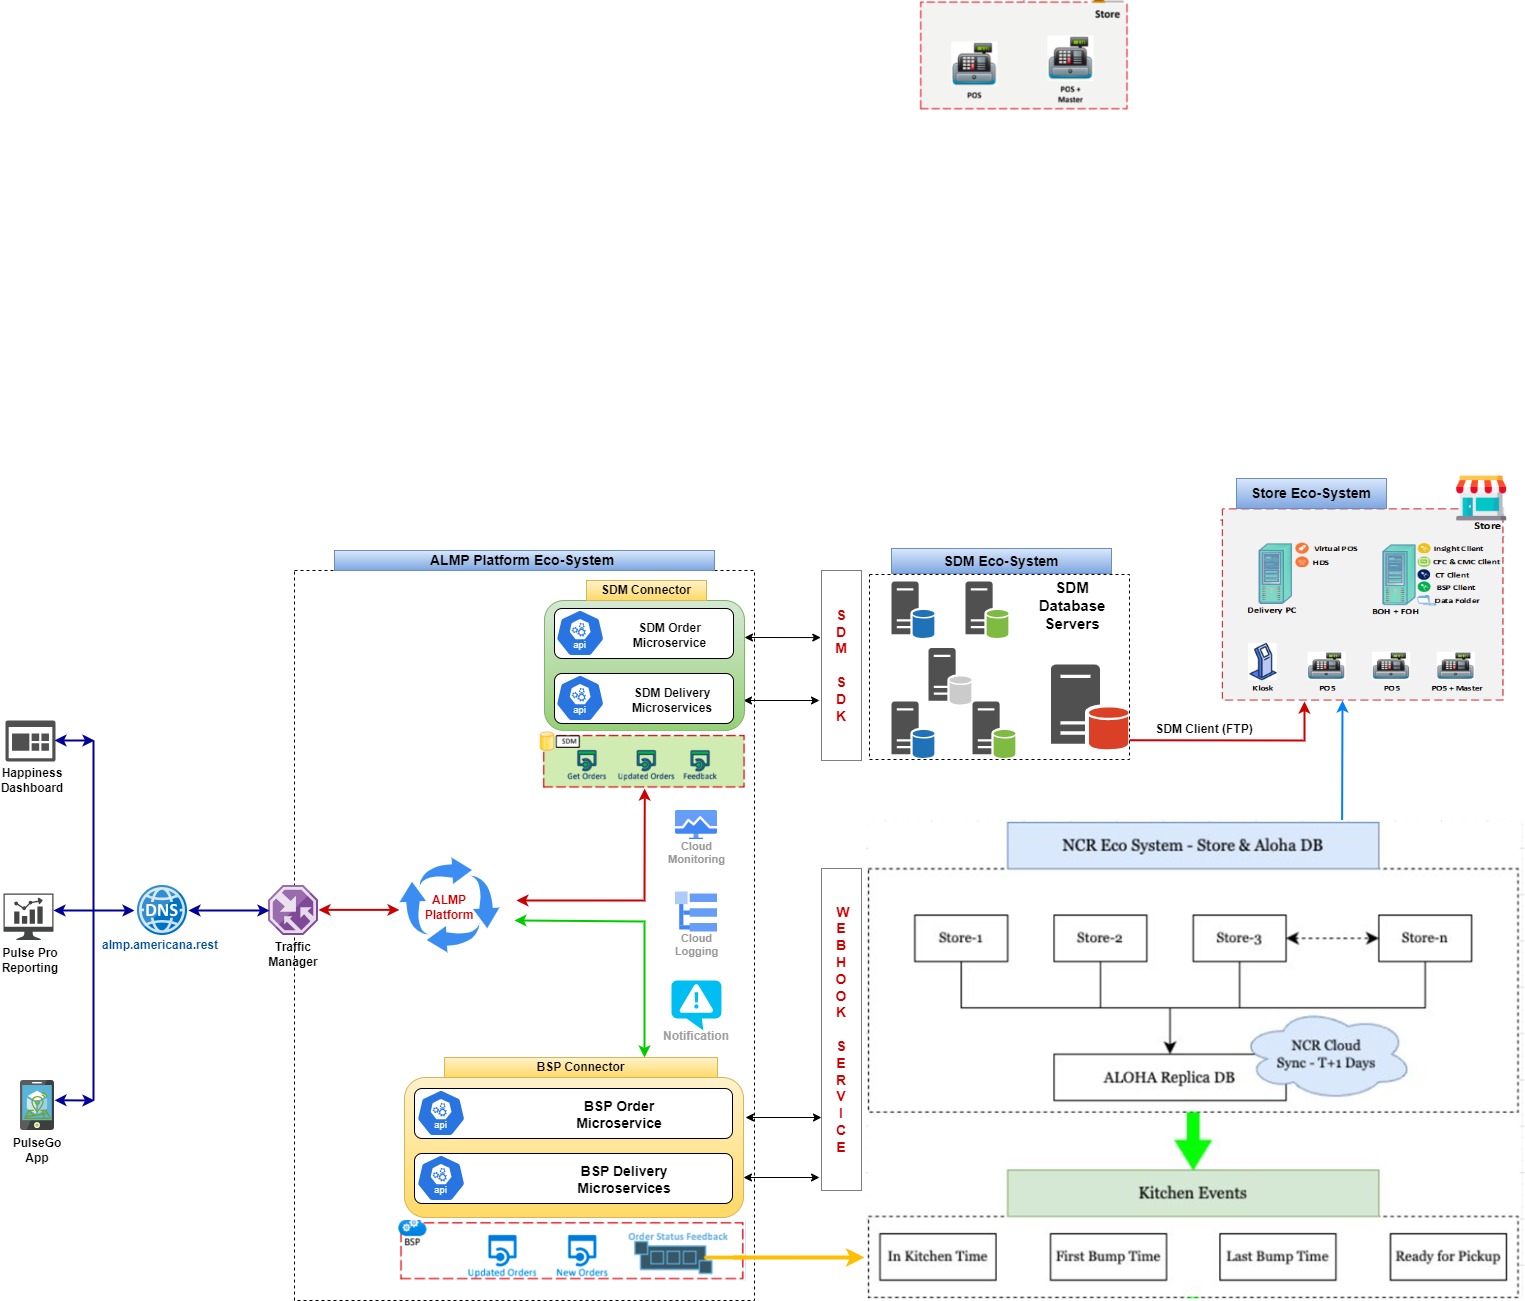 Store
POS
POS +
Master
Store Eco-System
Store
Virtual POS
HDS
Delivery PC
Insight Client
CFC & CMC Client
CT Client
BSP Client
Data Folder
BOH + FOH
Kiosk
POS
POS
POS + Master
ALMP Platform Eco-System
SDM Connector
SDM Order
Microservice
api
SDM Delivery
Microservices
api
SDM
Get Orders
Updated Orders
Feedback
SDM SDK
SDM Eco-System
SDM
Database
Servers
SDM Client (FTP)
Happiness
Dashboard
Pulse Pro
Reporting
PulseGo
App
DNS
almp.americana.rest
Traffic
Manager
ALMP
Platform
Cloud
Monitoring
Cloud
Logging
Notification
BSP Connector
BSP Order
Microservice
api
BSP Delivery
Microservices
api
BSP
Updated Orders
New Orders
Order Status Feedback
WEBHOOK SERVICE
NCR Eco System - Store & Aloha DB
Store-1
Store-2
Store-3
Store-n
NCR Cloud
Sync - T+1 Days
ALOHA Replica DB
Kitchen Events
In Kitchen Time
First Bump Time
Last Bump Time
Ready for Pickup